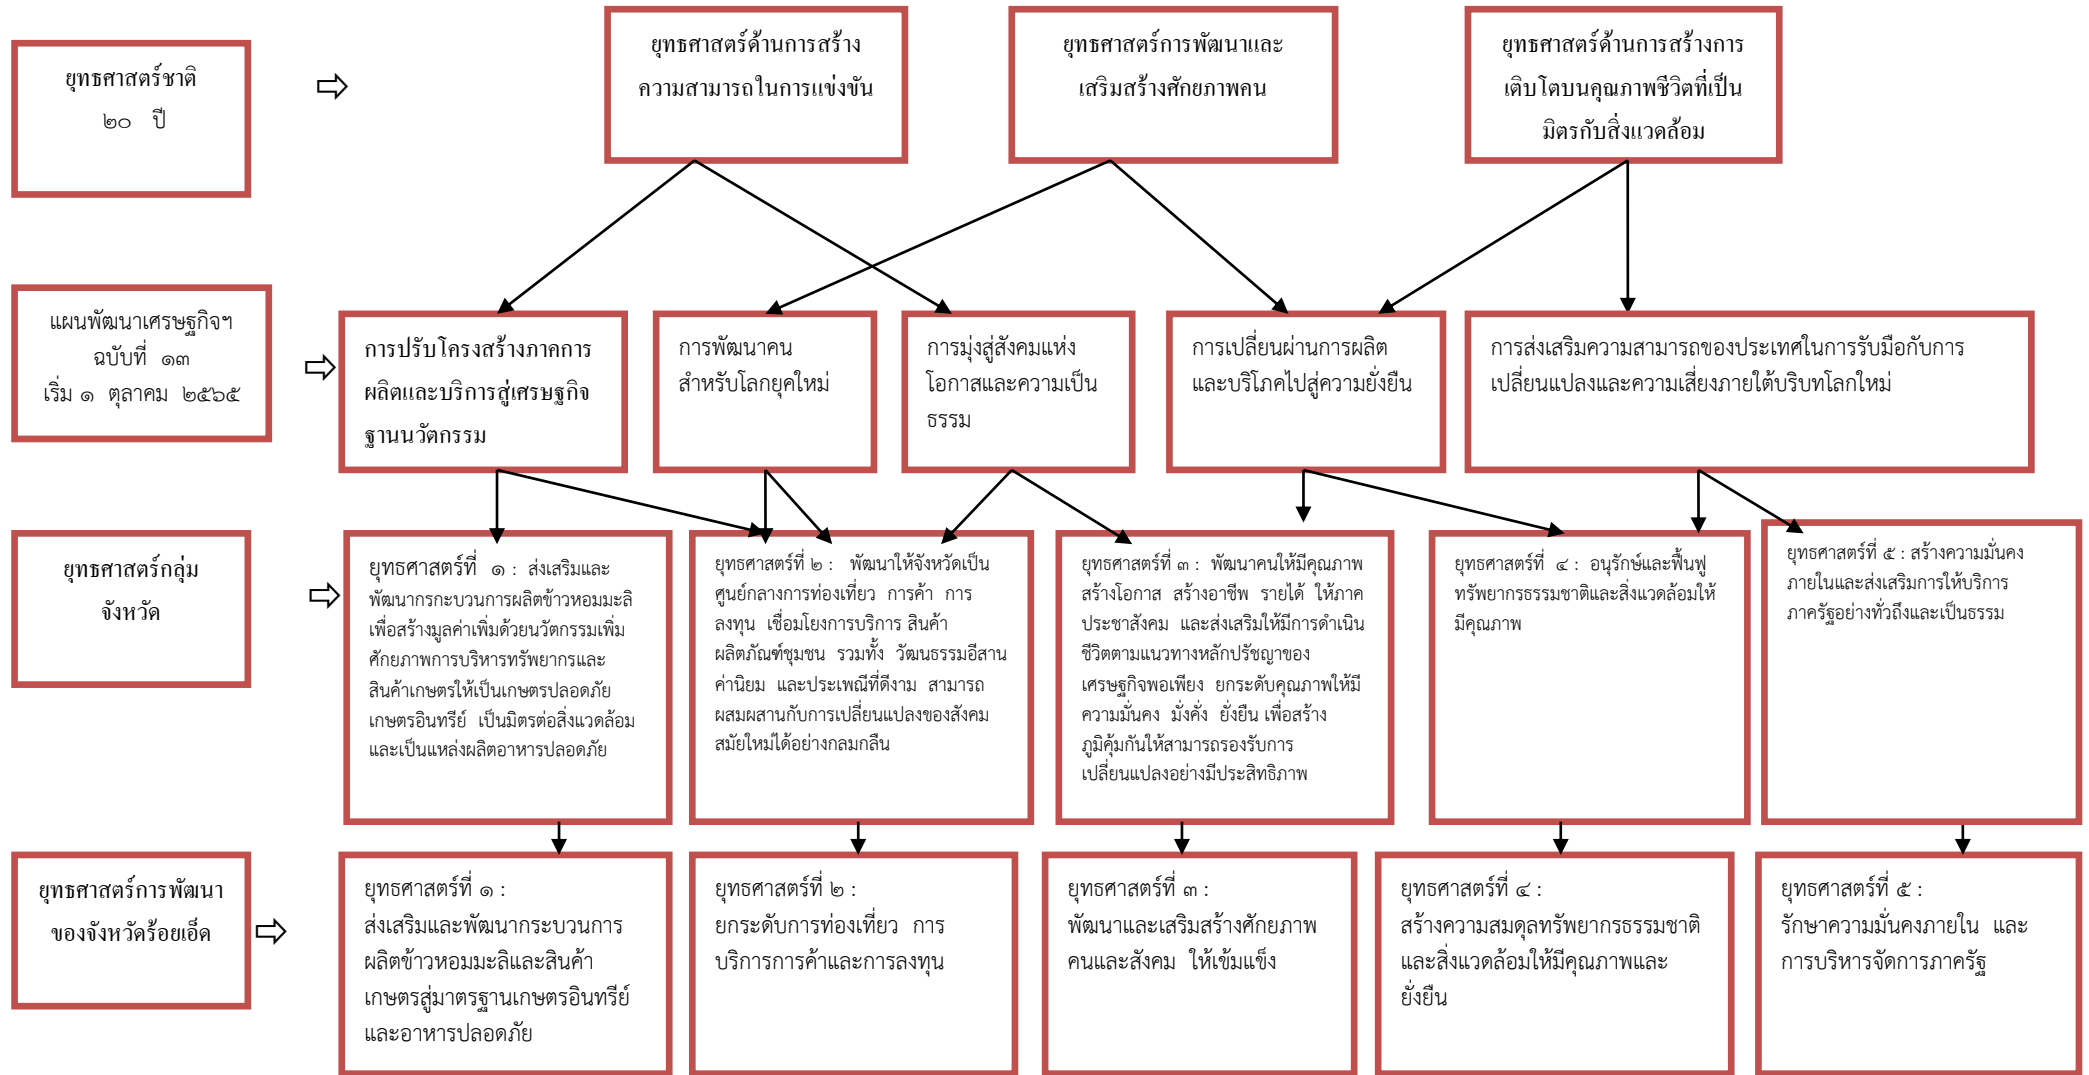 ยุทธศาสตร์ชาติ
๒๐ ปี
ยุทธศาสตร์ด้านการสร้าง
ความสามารถในการแข่งขัน
ยุทธศาสตร์การพัฒนาและ
เสริมสร้างศักยภาพคน
ยุทธศาสตร์ด้านการสร้างการ
เติบโตบนคุณภาพชีวิตที่เป็น
มิตรกับสิ่งแวดล้อม
แผนพัฒนาเศรษฐกิจฯ
ฉบับที่ ๑๓
เริ่ม ๑ ตุลาคม ๒๕๖๕
การปรับโครงสร้างภาคการ
ผลิตและบริการสู่เศรษฐกิจ
ฐานนวัตกรรม
การพัฒนาคน
สำหรับโลกยุคใหม่
การมุ่งสู่สังคมแห่ง
โอกาสและความเป็น
ธรรม
การเปลี่ยนผ่านการผลิต
และบริโภคไปสู่ความยั่งยืน
การส่งเสริมความสามารถของประเทศในการรับมือกับการ
เปลี่ยนแปลงและความเสี่ยงภายใต้บริบทโลกใหม่
ยุทธศาสตร์กลุ่ม
จังหวัด
ยุทธศาสตร์ที่ ๑ : ส่งเสริมและ
พัฒนากรกะบวนการผลิตข้าวหอมมะลิ
เพื่อสร้างมูลค่าเพิ่มด้วยนวัตกรรมเพิ่ม
ศักยภาพการบริหารทรัพยากรและ
สินค้าเกษตรให้เป็นเกษตรปลอดภัย
เกษตรอินทรีย์ เป็นมิตรต่อสิ่งแวดล้อม
และเป็นแหล่งผลิตอาหารปลอดภัย
ยุทธศาสตร์ที่ ๒ : พัฒนาให้จังหวัดเป็น
ศูนย์กลางการท่องเที่ยว การค้า การ
ลงทุน เชื่อมโยงการบริการ สินค้า
ผลิตภัณฑ์ชุมชน รวมทั้ง วัฒนธรรมอีสาน
ค่านิยม และประเพณีที่ดีงาม สามารถ
ผสมผสานกับการเปลี่ยนแปลงของสังคม
สมัยใหม่ได้อย่างกลมกลืน
ยุทธศาสตร์ที่ ๓ : พัฒนาคนให้มีคุณภาพ
สร้างโอกาส สร้างอาชีพ รายได้ ให้ภาค
ประชาสังคม และส่งเสริมให้มีการดำเนิน
ชีวิตตามแนวทางหลักปรัชญาของ
เศรษฐกิจพอเพียง ยกระดับคุณภาพให้มี
ความมั่นคง มั่งคั่ง ยั่งยืน เพื่อสร้าง
ภูมิคุ้มกันให้สามารถรองรับการ
เปลี่ยนแปลงอย่างมีประสิทธิภาพ
ยุทธศาสตร์ที่ ๔ : อนุรักษ์และฟื้นฟู
ทรัพยากรธรรมชาติและสิ่งแวดล้อมให้
มีคุณภาพ
ยุทธศาสตร์ที่ ๕ : สร้างความมั่นคง
ภายในและส่งเสริมการให้บริการ
ภาครัฐอย่างทั่วถึงและเป็นธรรม
ยุทธศาสตร์การพัฒนา
ของจังหวัดร้อยเอ็ด
ยุทธศาสตร์ที่ ๑ :
ส่งเสริมและพัฒนากระบวนการ
ผลิตข้าวหอมมะลิและสินค้า
เกษตรสู่มาตรฐานเกษตรอินทรีย์
และอาหารปลอดภัย
ยุทธศาสตร์ที่ ๒ :
ยกระดับการท่องเที่ยว การ
บริการการค้าและการลงทุน
ยุทธศาสตร์ที่ ๓ :
พัฒนาและเสริมสร้างศักยภาพ
คนและสังคม ให้เข้มแข็ง
ยุทธศาสตร์ที่ ๔ :
สร้างความสมดุลทรัพยากรธรรมชาติ
และสิ่งแวดล้อมให้มีคุณภาพและ
ยั่งยืน
ยุทธศาสตร์ที่ ๕ :
รักษาความมั่นคงภายใน และ
การบริหารจัดการภาครัฐ